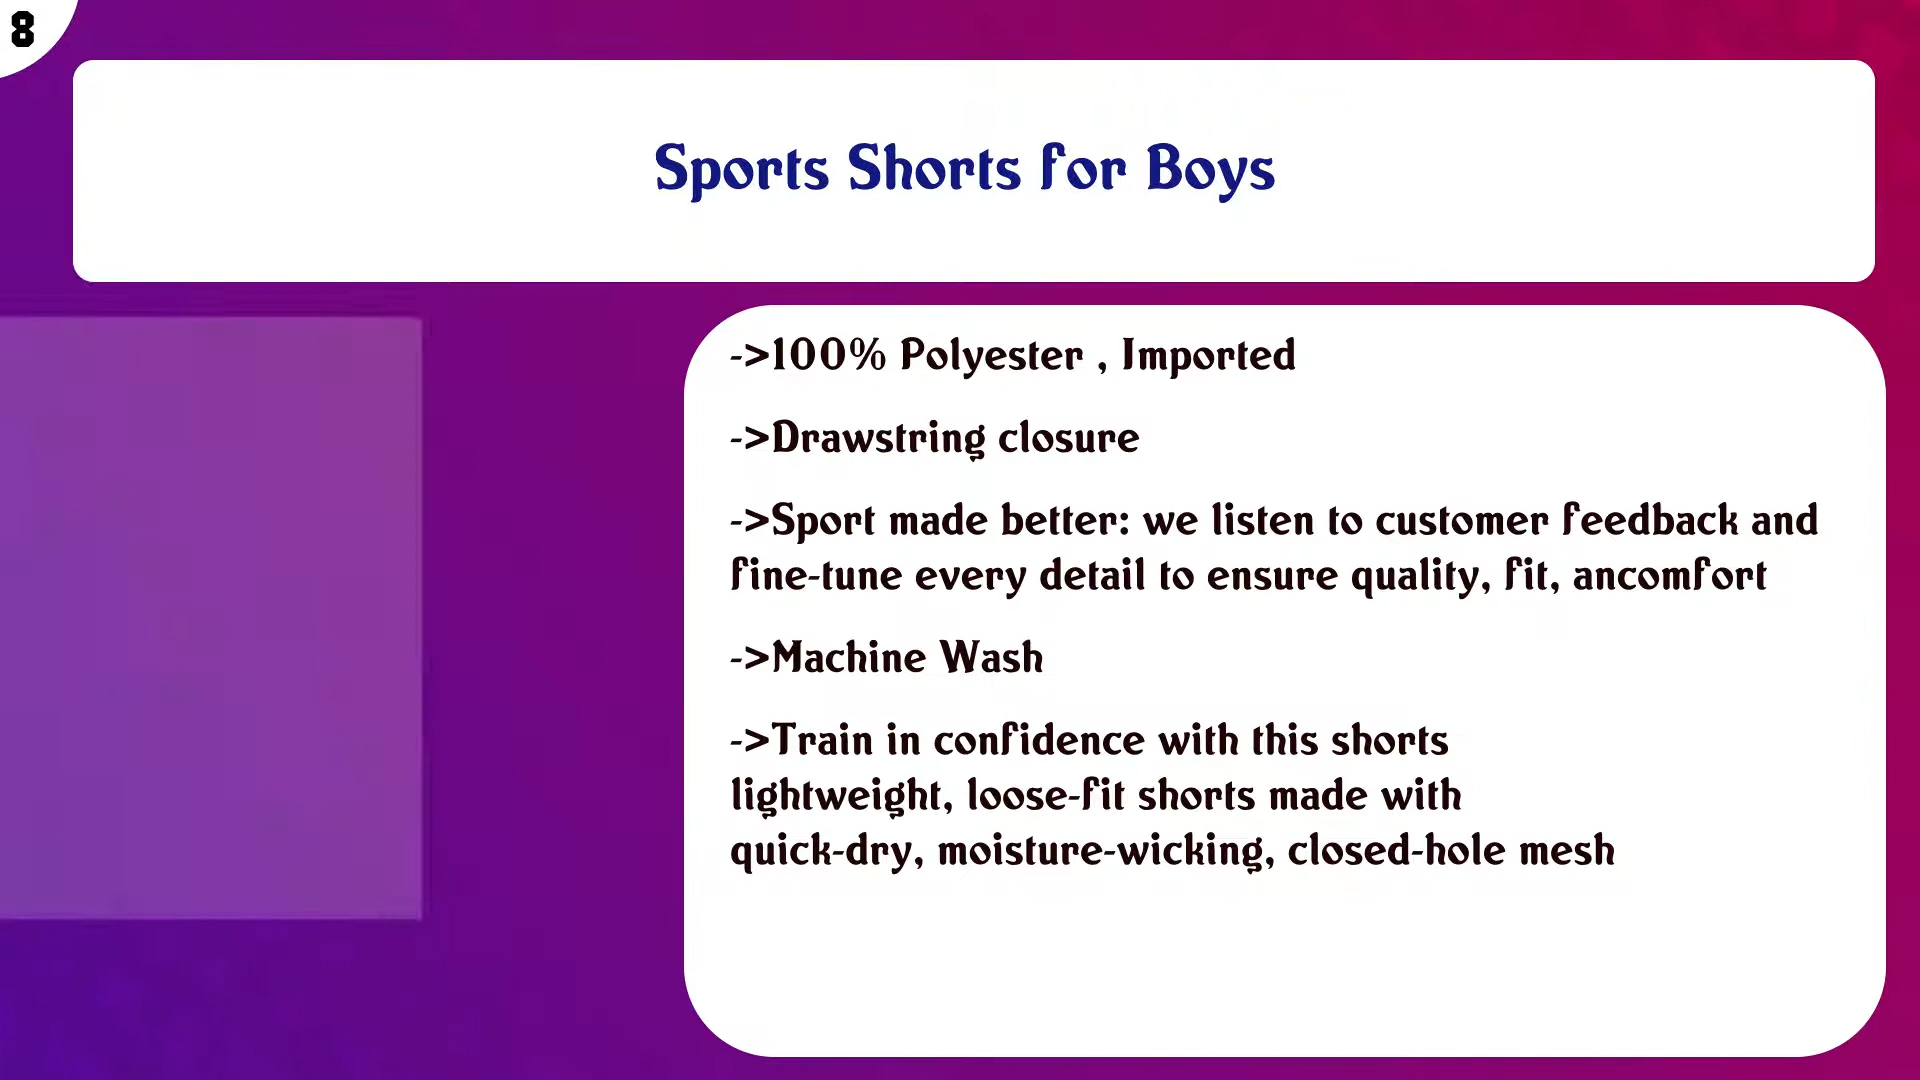 8
Sports Shorts for Boys
->100% Polyester , Imported
->Drawstring closure
->Sport made better: we listen to customer feedback and
fine-tune every detail to ensure quality, fit, ancomfort
->Machine Wash
->Train in confidence with this shorts
lightweight, loose-fit shorts made with
quick-dry, moisture-wicking, closed-hole mesh